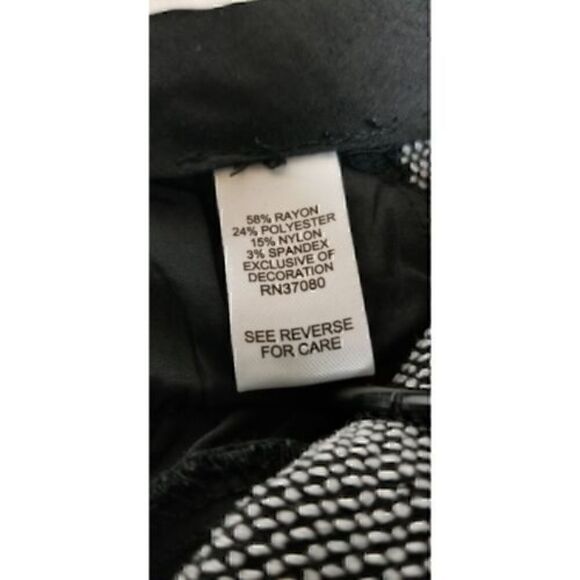 58% RAYON
24% POLYESTER
15% NYLON
3% SPANDEX
EXCLUSIVE OF
DECORATION
RN37080
SEE REVERSE
FOR CARE